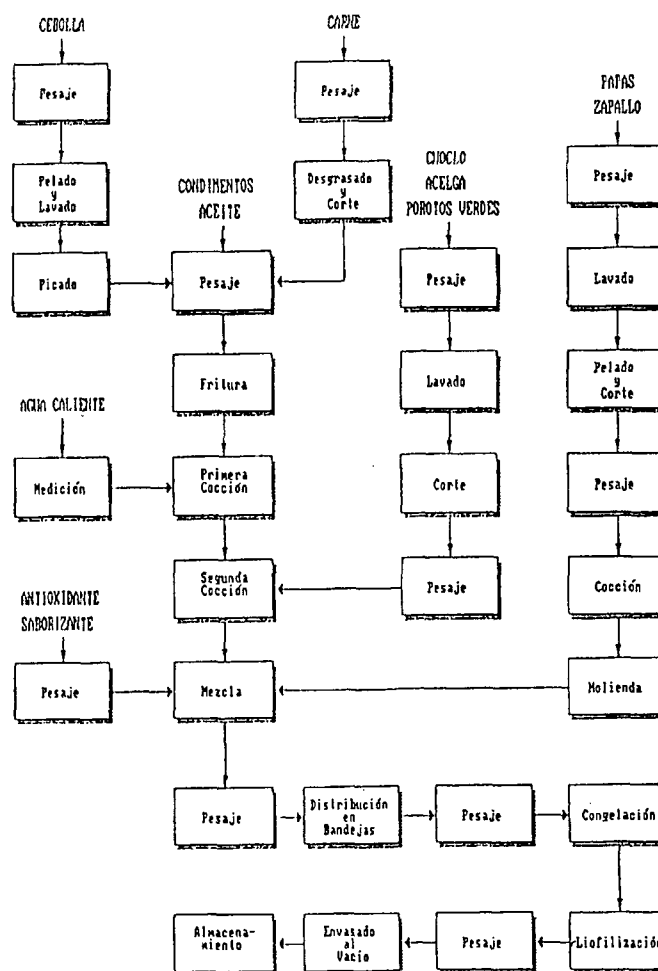 CEBOLLA
CARNE
Pesaje
Pesaje
PAPAS
ZAPALLO
Pelado
y
Lavado
CONDIMENTOS
ACEITE
Desgrasado
y
Corte
CHOCLO
ACELGA
POROTOS VERDES
Pesaje
Picado
Pesaje
Pesaje
Lavado
Fritura
Lavado
Pelado
y
Corte
AGUA CALIENTE
Medición
Primera
Cocción
Corte
Pesaje
Segunda
Cocción
Pesaje
Cocción
ANTIOXIDANTE
SABORIZANTE
Pesaje
Mezcla
Molienda
Pesaje
Distribución
en
Bandejas
Pesaje
Congelación
Almacena-
miento
Envasado
al
Vacío
Pesaje
Liofilización